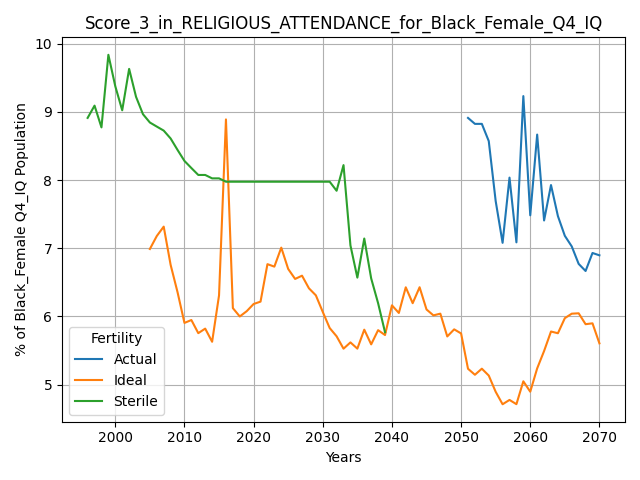 Score_3_in_RELIGIOUS_ATTENDANCE_for_Black_Female_Q4_IQ
% of Black_Female Q4_IQ Population
10
9
8
7
6
5
Fertility
Actual
Ideal
Sterile
2000 2010 2020 2030 2040 2050 2060 2070
Years